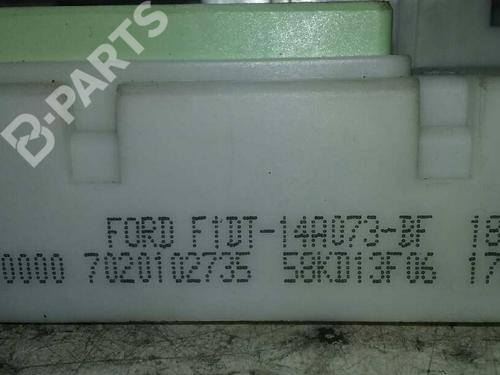 B-PARTS
FORD F1DT-14A073-BF 18
0000 7020102735 58KD13F06 17